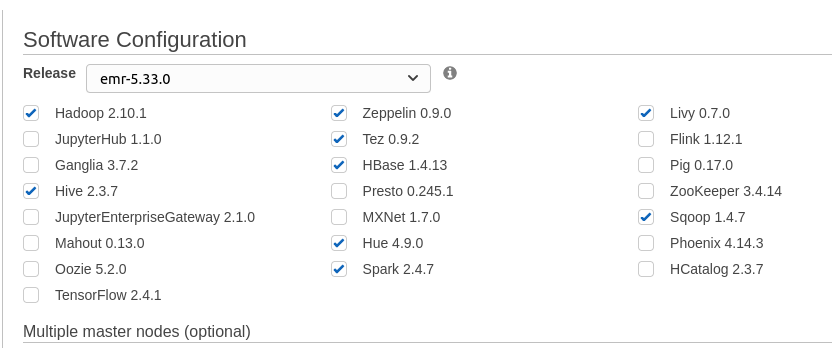 Software Configuration
Release emr-5.33.0
Hadoop 2.10.1 Zeppelin 0.9.0 Livy 0.7.0
JupyterHub 1.1.0 Tez 0.9.2 Flink 1.12.1
Ganglia 3.7.2 HBase 1.4.13 Pig 0.17.0
Hive 2.3.7 Presto 0.245.1 ZooKeeper 3.4.14
JupyterEnterpriseGateway 2.1.0 MXNet 1.7.0 Sqoop 1.4.7
Mahout 0.13.0 Hue 4.9.0 Phoenix 4.14.3
Oozie 5.2.0 Spark 2.4.7 HCatalog 2.3.7
TensorFlow 2.4.1
Multiple master nodes (optional)